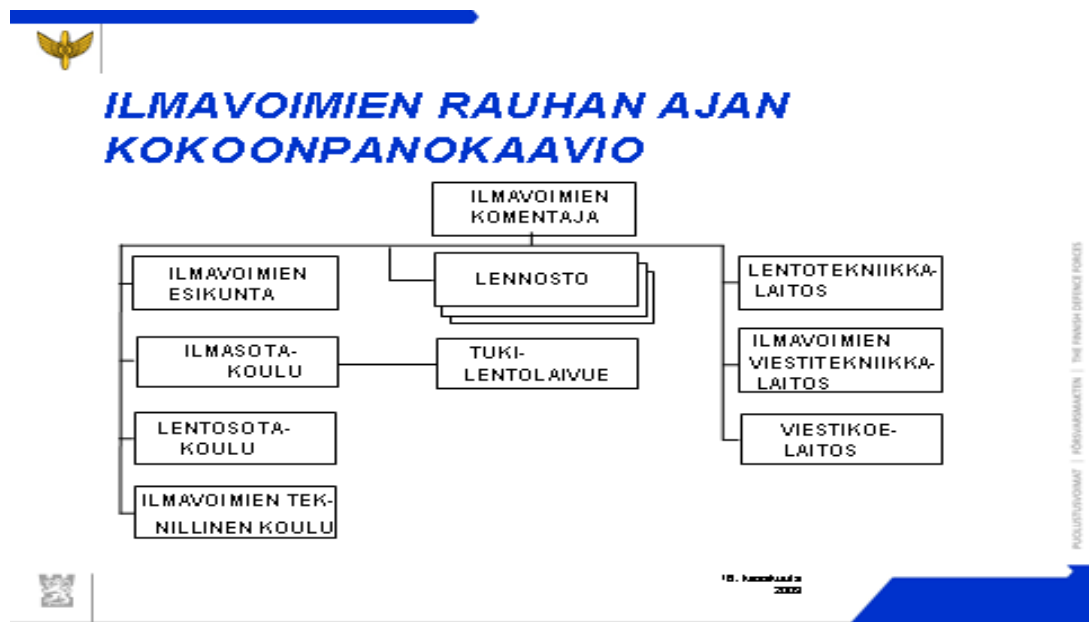 ILMAVOIMIEN RAUHAN AJAN
KOKOONPANOKAAVIO
ILMAVOIMIEN
KOMENTAJA
ILMAVOIMIEN
ESIKUNTA
LENNOSTO
LENTOTEKNIIKKA-
LAITOS
ILMASOTA-
KOULU
TUKI-
LENTOLAIVUE
ILMAVOIMIEN
VIESTITEKNIIKKA-
LAITOS
LENTOSOTA-
KOULU
VIESTIKOE-
LAITOS
ILMAVOIMIEN TEK-
NILLINEN KOULU
PUOLUSTUSVOIMAT | FÖRSVARSMAKTEN | THE FINNISH DEFENCE FORCES